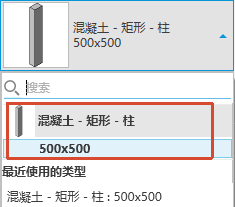 混凝土 - 矩形 - 柱
500x500
搜索
混凝土 - 矩形 - 柱
500x500
最近使用的类型
混凝土 - 矩形 - 柱 : 500x500